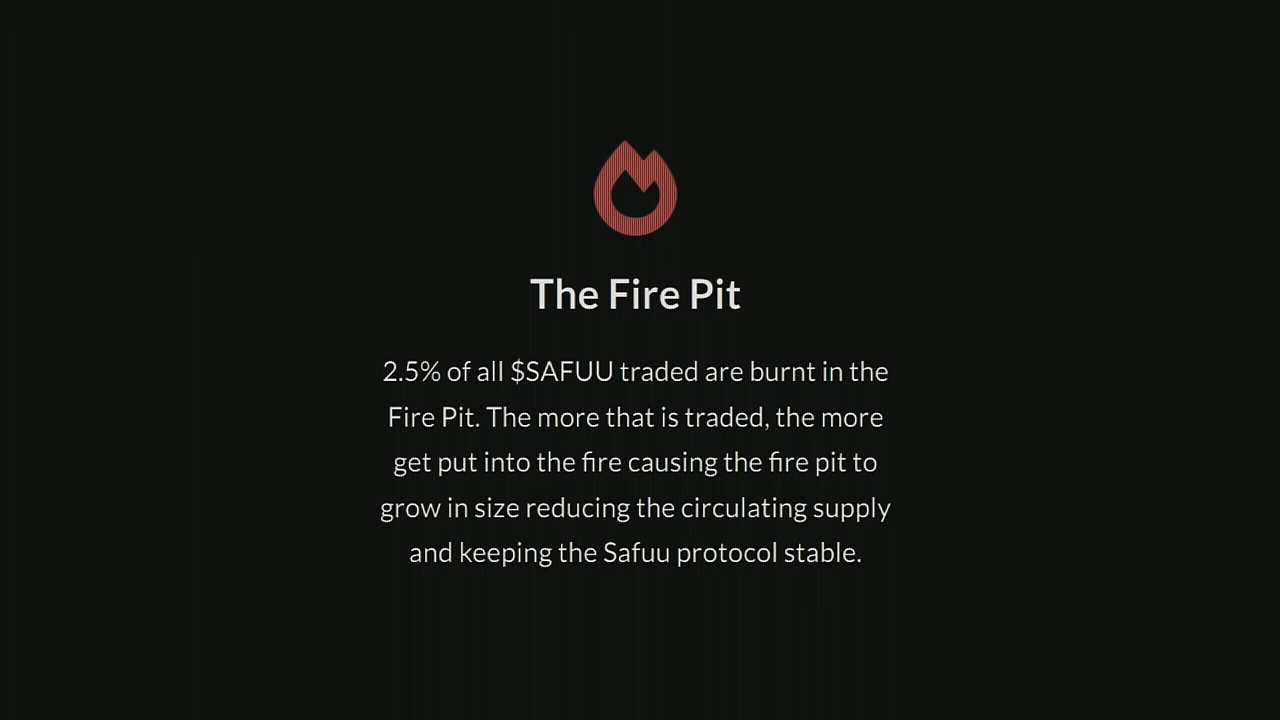 The Fire Pit
2.5% of all $SAFUU traded are burnt in the
Fire Pit. The more that is traded, the more
get put into the fire causing the fire pit to
grow in size reducing the circulating supply
and keeping the Safuu protocol stable.